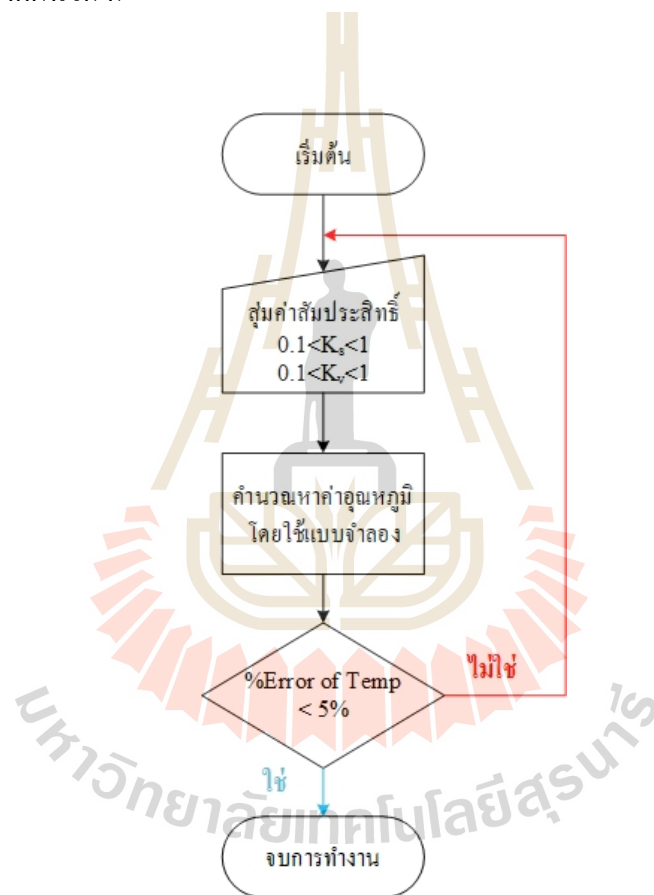 เริ่มต้น
สุ่มค่าสัมประสิทธิ์
0.1<Kₛ<1
0.1<Kᵥ<1
คำนวณหาค่าอุณหภูมิ
โดยใช้แบบจำลอง
%Error of Temp
< 5%
ไม่ใช่
ใช่
จบการทำงาน
มหาวิทยาลัยเทคโนโลยีสุรนารี